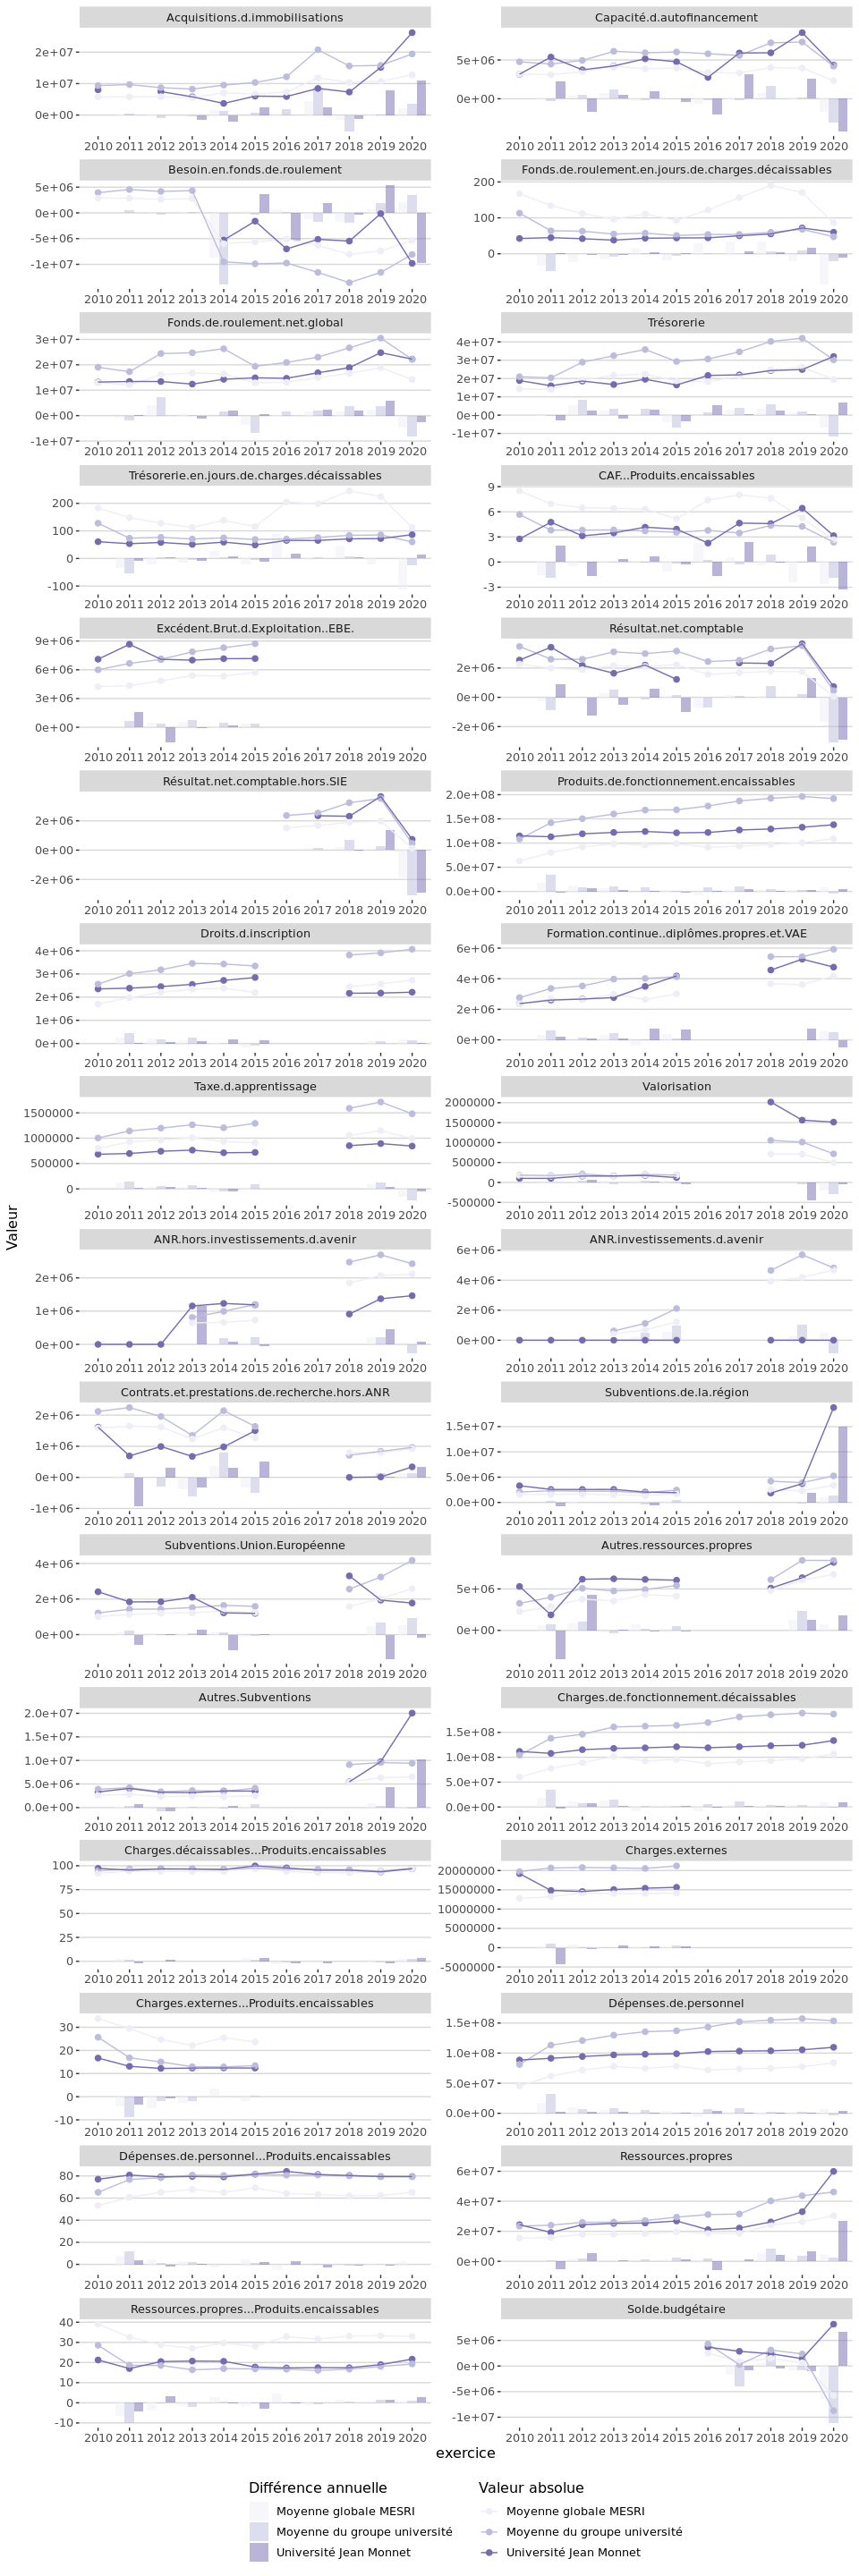 Acquisitions.d.immobilisations
2e+07
1e+07
0e+00
2010 2011 2012 2013 2014 2015 2016 2017 2018 2019 2020
Capacité.d.autofinancement
5e+06
0e+00
2010 2011 2012 2013 2014 2015 2016 2017 2018 2019 2020
Besoin.en.fonds.de.roulement
5e+06
0e+00
-5e+06
-1e+07
2010 2011 2012 2013 2014 2015 2016 2017 2018 2019 2020
Fonds.de.roulement.en.jours.de.charges.décaissables
200
100
0
2010 2011 2012 2013 2014 2015 2016 2017 2018 2019 2020
Fonds.de.roulement.net.global
3e+07
2e+07
1e+07
0e+00
-1e+07
2010 2011 2012 2013 2014 2015 2016 2017 2018 2019 2020
Trésorerie
4e+07
3e+07
2e+07
1e+07
0e+00
-1e+07
2010 2011 2012 2013 2014 2015 2016 2017 2018 2019 2020
Trésorerie.en.jours.de.charges.décaissables
200
100
0
-100
2010 2011 2012 2013 2014 2015 2016 2017 2018 2019 2020
CAF...Produits.encaissables
9
6
3
0
-3
2010 2011 2012 2013 2014 2015 2016 2017 2018 2019 2020
Excédent.Brut.d.Exploitation..EBE.
9e+06
6e+06
3e+06
0e+00
2010 2011 2012 2013 2014 2015 2016 2017 2018 2019 2020
Résultat.net.comptable
2e+06
0e+00
-2e+06
2010 2011 2012 2013 2014 2015 2016 2017 2018 2019 2020
Résultat.net.comptable.hors.SIE
2e+06
0e+00
-2e+06
2010 2011 2012 2013 2014 2015 2016 2017 2018 2019 2020
Produits.de.fonctionnement.encaissables
2.0e+08
1.5e+08
1.0e+08
5.0e+07
0.0e+00
2010 2011 2012 2013 2014 2015 2016 2017 2018 2019 2020
Droits.d.inscription
4e+06
3e+06
2e+06
1e+06
0e+00
2010 2011 2012 2013 2014 2015 2016 2017 2018 2019 2020
Formation.continue..diplômes.propres.et.VAE
6e+06
4e+06
2e+06
0e+00
2010 2011 2012 2013 2014 2015 2016 2017 2018 2019 2020
Taxe.d.apprentissage
1500000
1000000
500000
0
2010 2011 2012 2013 2014 2015 2016 2017 2018 2019 2020
Valorisation
2000000
1500000
1000000
500000
0
-500000
2010 2011 2012 2013 2014 2015 2016 2017 2018 2019 2020
Valeur
ANR.hors.investissements.d.avenir
2e+06
1e+06
0e+00
2010 2011 2012 2013 2014 2015 2016 2017 2018 2019 2020
ANR.investissements.d.avenir
6e+06
4e+06
2e+06
0e+00
2010 2011 2012 2013 2014 2015 2016 2017 2018 2019 2020
Contrats.et.prestations.de.recherche.hors.ANR
2e+06
1e+06
0e+00
-1e+06
2010 2011 2012 2013 2014 2015 2016 2017 2018 2019 2020
Subventions.de.la.région
1.5e+07
1.0e+07
5.0e+06
0.0e+00
2010 2011 2012 2013 2014 2015 2016 2017 2018 2019 2020
Subventions.Union.Européenne
4e+06
2e+06
0e+00
2010 2011 2012 2013 2014 2015 2016 2017 2018 2019 2020
Autres.ressources.propres
5e+06
0e+00
2010 2011 2012 2013 2014 2015 2016 2017 2018 2019 2020
Autres.Subventions
2.0e+07
1.5e+07
1.0e+07
5.0e+06
0.0e+00
2010 2011 2012 2013 2014 2015 2016 2017 2018 2019 2020
Charges.de.fonctionnement.décaissables
1.5e+08
1.0e+08
5.0e+07
0.0e+00
2010 2011 2012 2013 2014 2015 2016 2017 2018 2019 2020
Charges.décaissables...Produits.encaissables
100
75
50
25
0
2010 2011 2012 2013 2014 2015 2016 2017 2018 2019 2020
Charges.externes
20000000
15000000
10000000
5000000
0
-5000000
2010 2011 2012 2013 2014 2015 2016 2017 2018 2019 2020
Charges.externes...Produits.encaissables
30
20
10
0
-10
2010 2011 2012 2013 2014 2015 2016 2017 2018 2019 2020
Dépenses.de.personnel
1.5e+08
1.0e+08
5.0e+07
0.0e+00
2010 2011 2012 2013 2014 2015 2016 2017 2018 2019 2020
Dépenses.de.personnel...Produits.encaissables
80
60
40
20
0
2010 2011 2012 2013 2014 2015 2016 2017 2018 2019 2020
Ressources.propres
6e+07
4e+07
2e+07
0e+00
2010 2011 2012 2013 2014 2015 2016 2017 2018 2019 2020
Ressources.propres...Produits.encaissables
40
30
20
10
0
-10
2010 2011 2012 2013 2014 2015 2016 2017 2018 2019 2020
Solde.budgétaire
5e+06
0e+00
-5e+06
-1e+07
2010 2011 2012 2013 2014 2015 2016 2017 2018 2019 2020
exercice
Différence annuelle
Moyenne globale MESRI
Moyenne du groupe université
Université Jean Monnet
Valeur absolue
Moyenne globale MESRI
Moyenne du groupe université
Université Jean Monnet